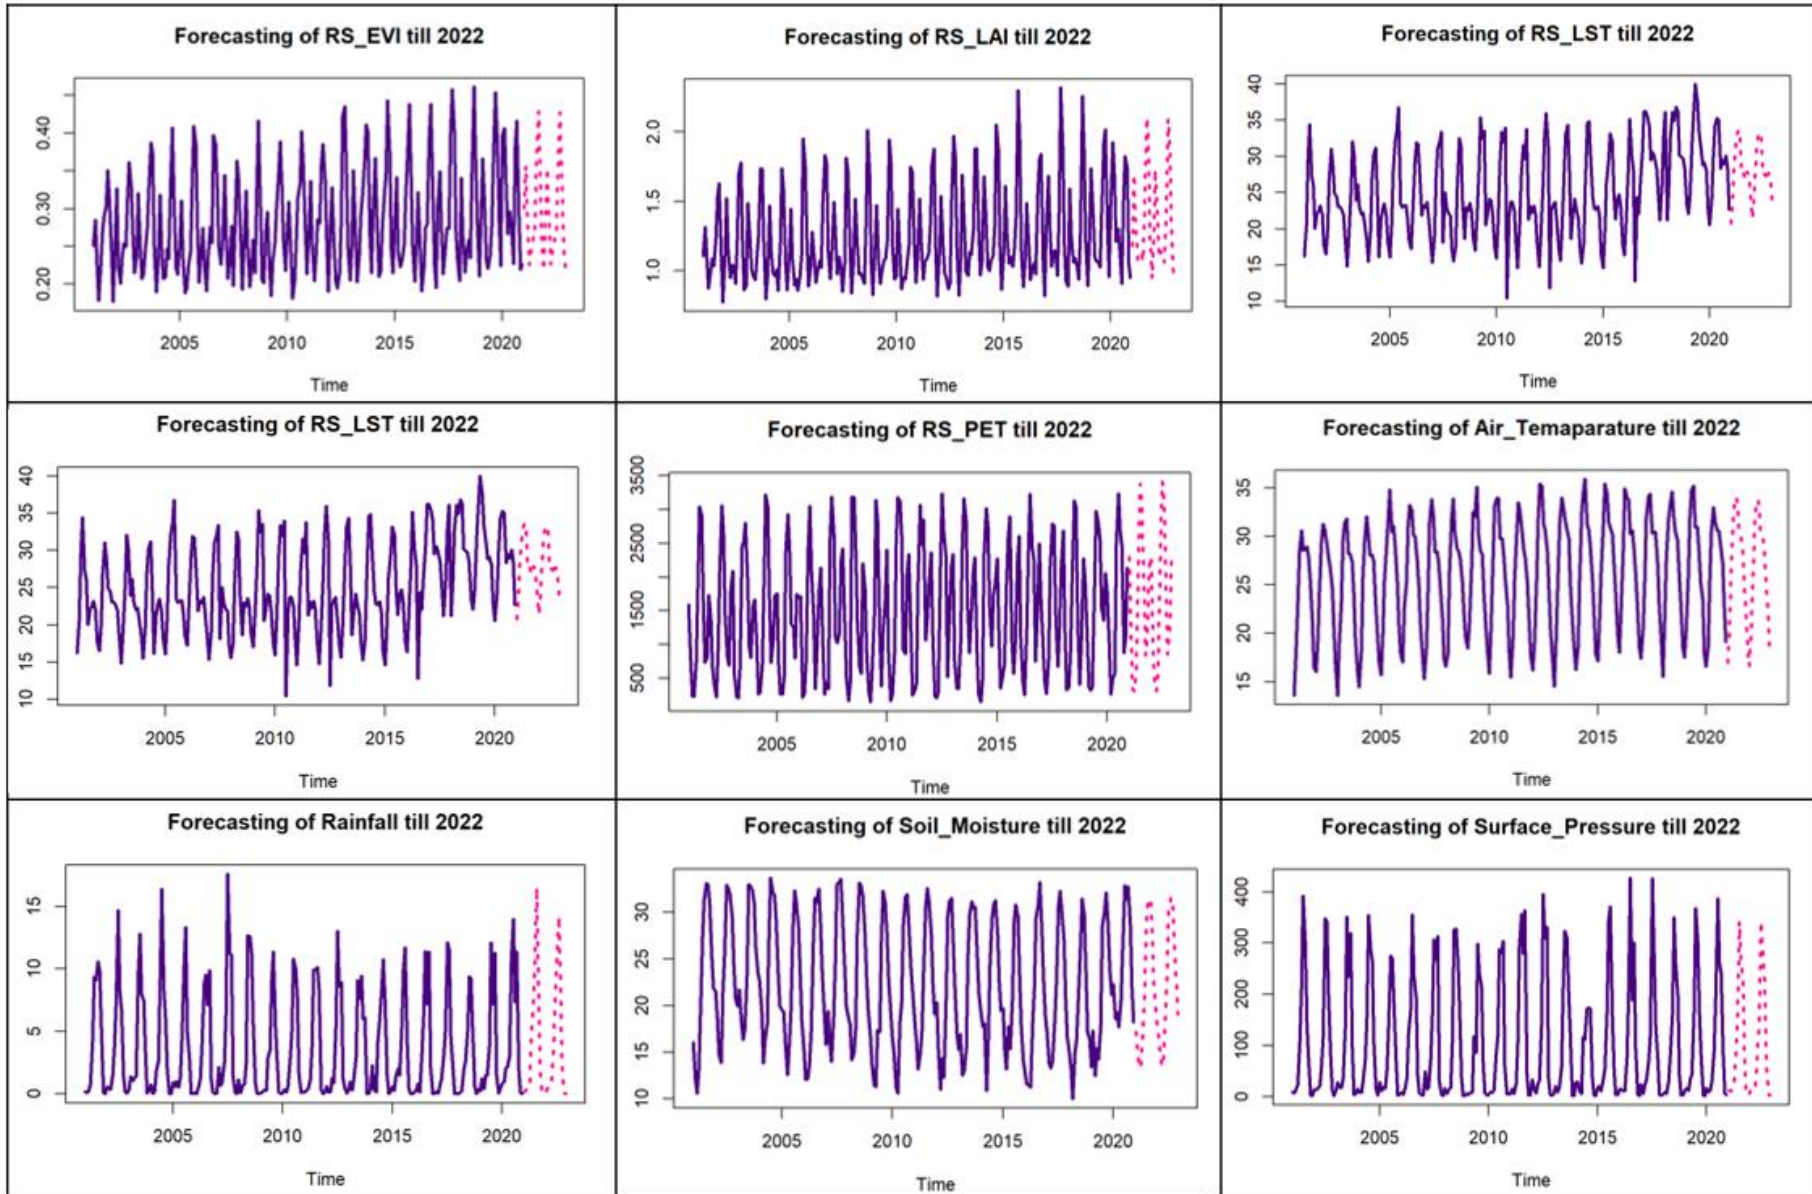 Forecasting of RS_EVI till 2022
0.40
0.30
0.20
2005 2010 2015 2020
Time
Forecasting of RS_LAI till 2022
2.0
1.5
1.0
2005 2010 2015 2020
Time
Forecasting of RS_LST till 2022
40
35
30
25
20
15
10
2005 2010 2015 2020
Time
Forecasting of RS_LST till 2022
40
35
30
25
20
15
10
2005 2010 2015 2020
Time
Forecasting of RS_PET till 2022
3500
2500
1500
500
2005 2010 2015 2020
Time
Forecasting of Air_Temaparature till 2022
35
30
25
20
15
2005 2010 2015 2020
Time
Forecasting of Rainfall till 2022
15
10
5
0
2005 2010 2015 2020
Time
Forecasting of Soil_Moisture till 2022
30
25
20
15
10
2005 2010 2015 2020
Time
Forecasting of Surface_Pressure till 2022
400
300
200
100
0
2005 2010 2015 2020
Time